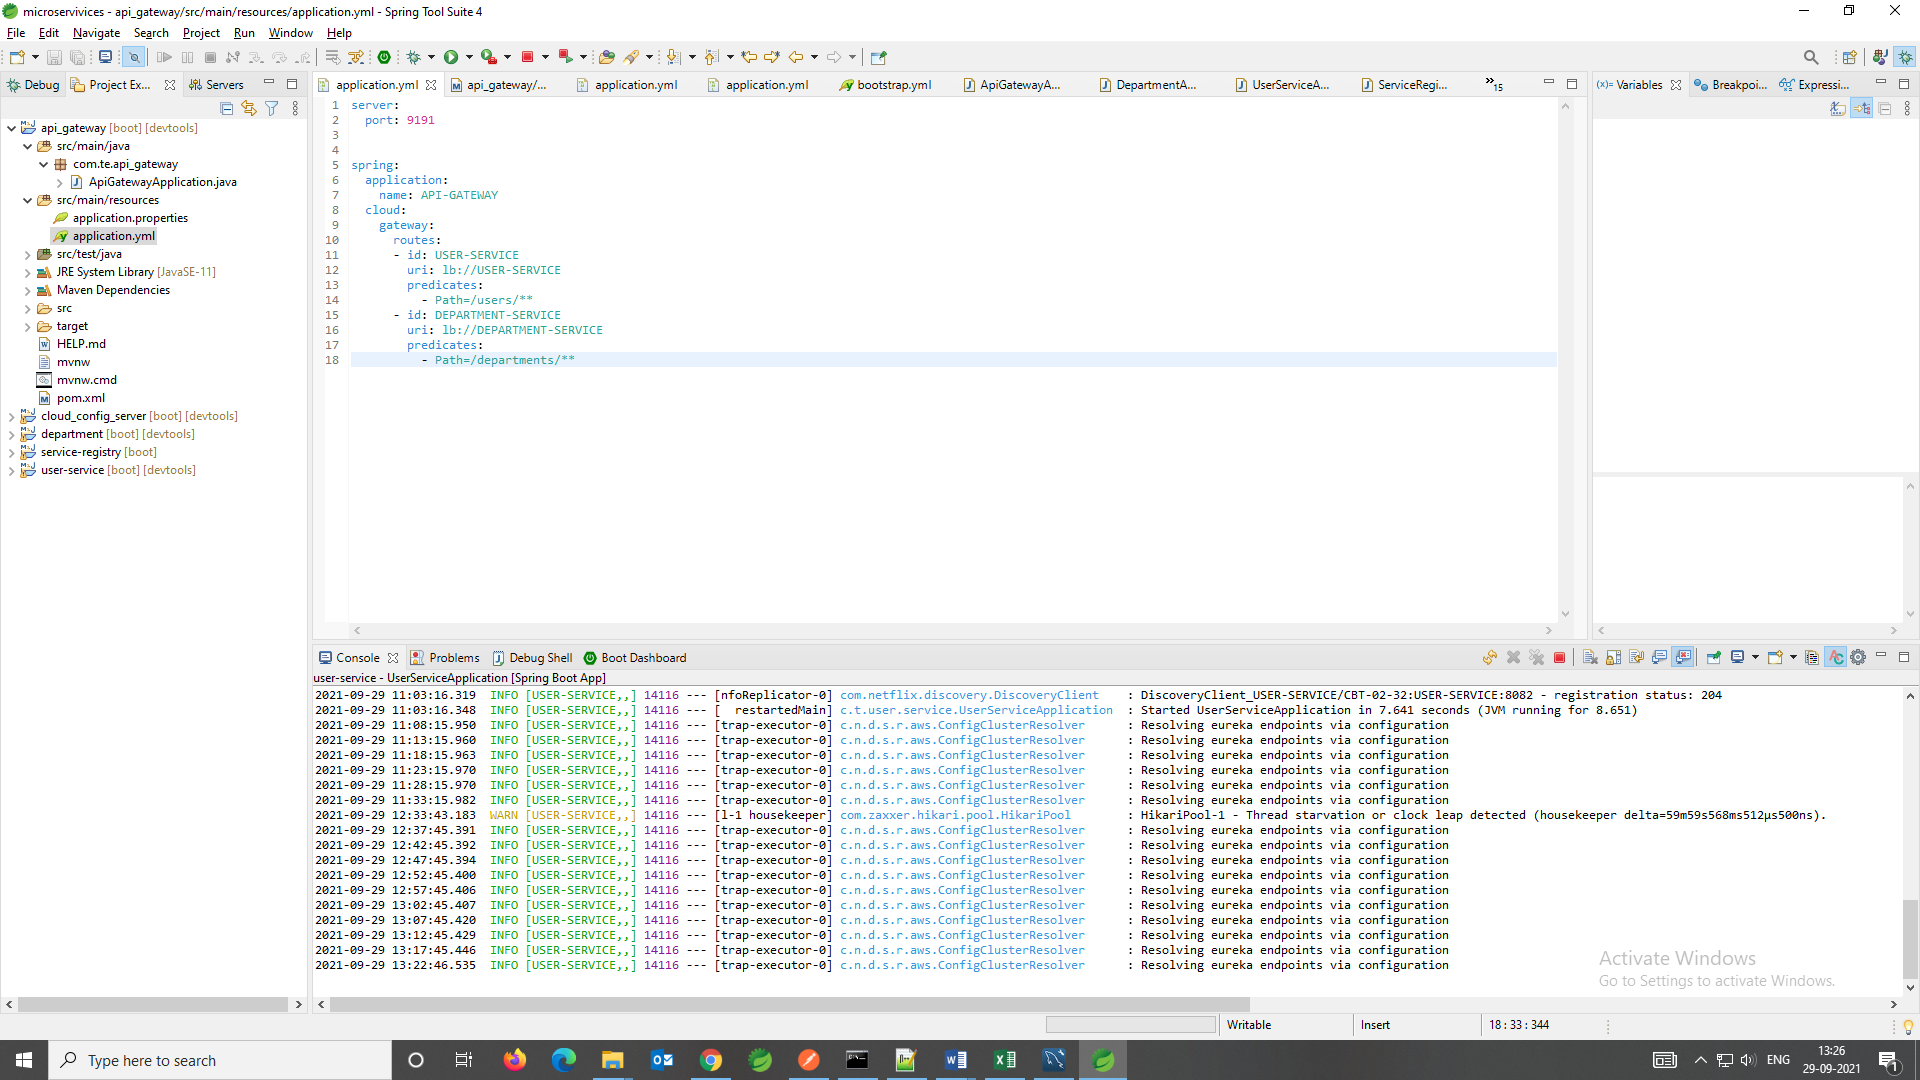 microservivices - api_gateway/src/main/resources/application.yml - Spring Tool Suite 4
File Edit Navigate Search Project Run Window Help
Debug Project Ex... Servers
api_gateway [boot] [devtools]
src/main/java
com.te.api_gateway
ApiGatewayApplication.java
src/main/resources
application.properties
application.yml
src/test/java
JRE System Library [JavaSE-11]
Maven Dependencies
src
target
HELP.md
mvnw
mvnw.cmd
pom.xml
cloud_config_server [boot] [devtools]
department [boot] [devtools]
service-registry [boot]
user-service [boot] [devtools]
application.yml api_gateway/... application.yml application.yml bootstrap.yml ApiGatewayA... DepartmentA... UserServiceA... ServiceRegi... »15
1 server:
2 port: 9191
3
4
5 spring:
6 application:
7 name: API-GATEWAY
8 cloud:
9 gateway:
10 routes:
11 - id: USER-SERVICE
12 uri: lb://USER-SERVICE
13 predicates:
14 - Path=/users/**
15 - id: DEPARTMENT-SERVICE
16 uri: lb://DEPARTMENT-SERVICE
17 predicates:
18 - Path=/departments/**
(x)= Variables Breakpoi... Expressi...
Console Problems Debug Shell Boot Dashboard
user-service - UserServiceApplication [Spring Boot App]
2021-09-29 11:03:16.319 INFO [USER-SERVICE,,] 14116 --- [nfoReplicator-0] com.netflix.discovery.DiscoveryClient : DiscoveryClient_USER-SERVICE/CBT-02-32:USER-SERVICE:8082 - registration status: 204
2021-09-29 11:03:16.348 INFO [USER-SERVICE,,] 14116 --- [ restartedMain] c.t.user.service.UserServiceApplication : Started UserServiceApplication in 7.641 seconds (JVM running for 8.651)
2021-09-29 11:08:15.950 INFO [USER-SERVICE,,] 14116 --- [trap-executor-0] c.n.d.s.r.aws.ConfigClusterResolver : Resolving eureka endpoints via configuration
2021-09-29 11:13:15.960 INFO [USER-SERVICE,,] 14116 --- [trap-executor-0] c.n.d.s.r.aws.ConfigClusterResolver : Resolving eureka endpoints via configuration
2021-09-29 11:18:15.963 INFO [USER-SERVICE,,] 14116 --- [trap-executor-0] c.n.d.s.r.aws.ConfigClusterResolver : Resolving eureka endpoints via configuration
2021-09-29 11:23:15.970 INFO [USER-SERVICE,,] 14116 --- [trap-executor-0] c.n.d.s.r.aws.ConfigClusterResolver : Resolving eureka endpoints via configuration
2021-09-29 11:28:15.970 INFO [USER-SERVICE,,] 14116 --- [trap-executor-0] c.n.d.s.r.aws.ConfigClusterResolver : Resolving eureka endpoints via configuration
2021-09-29 11:33:15.982 INFO [USER-SERVICE,,] 14116 --- [trap-executor-0] c.n.d.s.r.aws.ConfigClusterResolver : Resolving eureka endpoints via configuration
2021-09-29 12:33:43.183 WARN [USER-SERVICE,,] 14116 --- [l-1 housekeeper] com.zaxxer.hikari.pool.HikariPool : HikariPool-1 - Thread starvation or clock leap detected (housekeeper delta=59m59s568ms512µs500ns).
2021-09-29 12:37:45.391 INFO [USER-SERVICE,,] 14116 --- [trap-executor-0] c.n.d.s.r.aws.ConfigClusterResolver : Resolving eureka endpoints via configuration
2021-09-29 12:42:45.392 INFO [USER-SERVICE,,] 14116 --- [trap-executor-0] c.n.d.s.r.aws.ConfigClusterResolver : Resolving eureka endpoints via configuration
2021-09-29 12:47:45.394 INFO [USER-SERVICE,,] 14116 --- [trap-executor-0] c.n.d.s.r.aws.ConfigClusterResolver : Resolving eureka endpoints via configuration
2021-09-29 12:52:45.400 INFO [USER-SERVICE,,] 14116 --- [trap-executor-0] c.n.d.s.r.aws.ConfigClusterResolver : Resolving eureka endpoints via configuration
2021-09-29 12:57:45.406 INFO [USER-SERVICE,,] 14116 --- [trap-executor-0] c.n.d.s.r.aws.ConfigClusterResolver : Resolving eureka endpoints via configuration
2021-09-29 13:02:45.407 INFO [USER-SERVICE,,] 14116 --- [trap-executor-0] c.n.d.s.r.aws.ConfigClusterResolver : Resolving eureka endpoints via configuration
2021-09-29 13:07:45.420 INFO [USER-SERVICE,,] 14116 --- [trap-executor-0] c.n.d.s.r.aws.ConfigClusterResolver : Resolving eureka endpoints via configuration
2021-09-29 13:12:45.429 INFO [USER-SERVICE,,] 14116 --- [trap-executor-0] c.n.d.s.r.aws.ConfigClusterResolver : Resolving eureka endpoints via configuration
2021-09-29 13:17:45.446 INFO [USER-SERVICE,,] 14116 --- [trap-executor-0] c.n.d.s.r.aws.ConfigClusterResolver : Resolving eureka endpoints via configuration
2021-09-29 13:22:46.535 INFO [USER-SERVICE,,] 14116 --- [trap-executor-0] c.n.d.s.r.aws.ConfigClusterResolver : Resolving eureka endpoints via configuration
Activate Windows
Go to Settings to activate Windows.
Writable Insert 18 : 33 : 344
Type here to search
ENG
13:26
29-09-2021
1